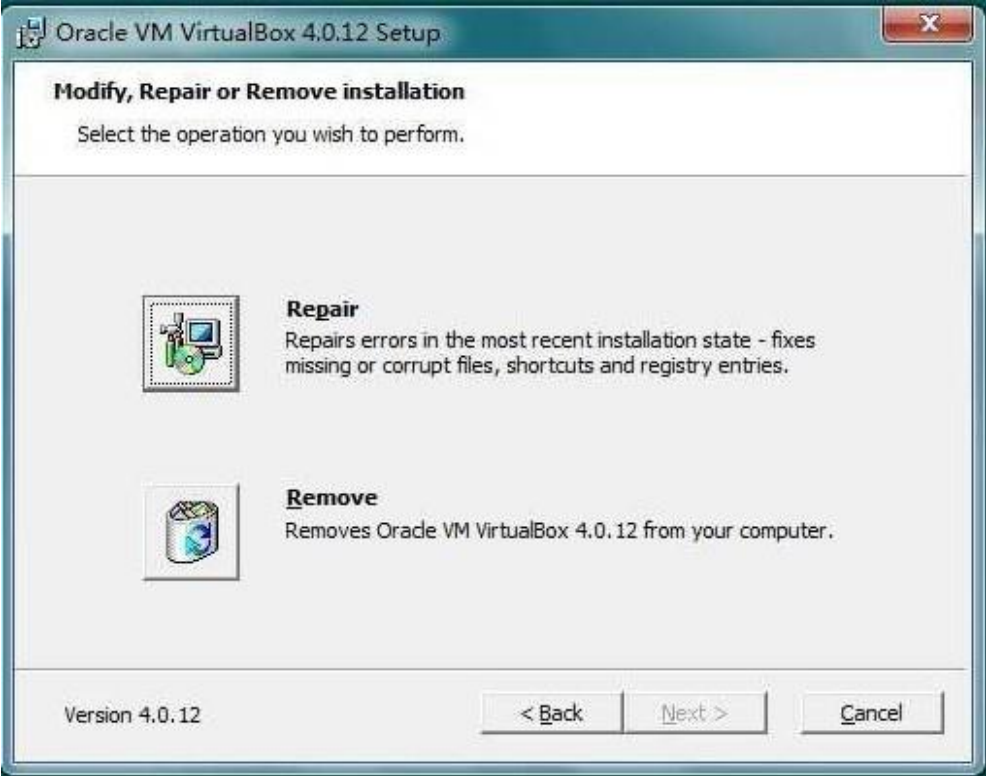 Oracle VM VirtualBox 4.0.12 Setup
Modify, Repair or Remove installation
Select the operation you wish to perform.
Repair
Repairs errors in the most recent installation state - fixes
missing or corrupt files, shortcuts and registry entries.
Remove
Removes Oracle VM VirtualBox 4.0.12 from your computer.
Version 4.0.12
< Back
Next >
Cancel